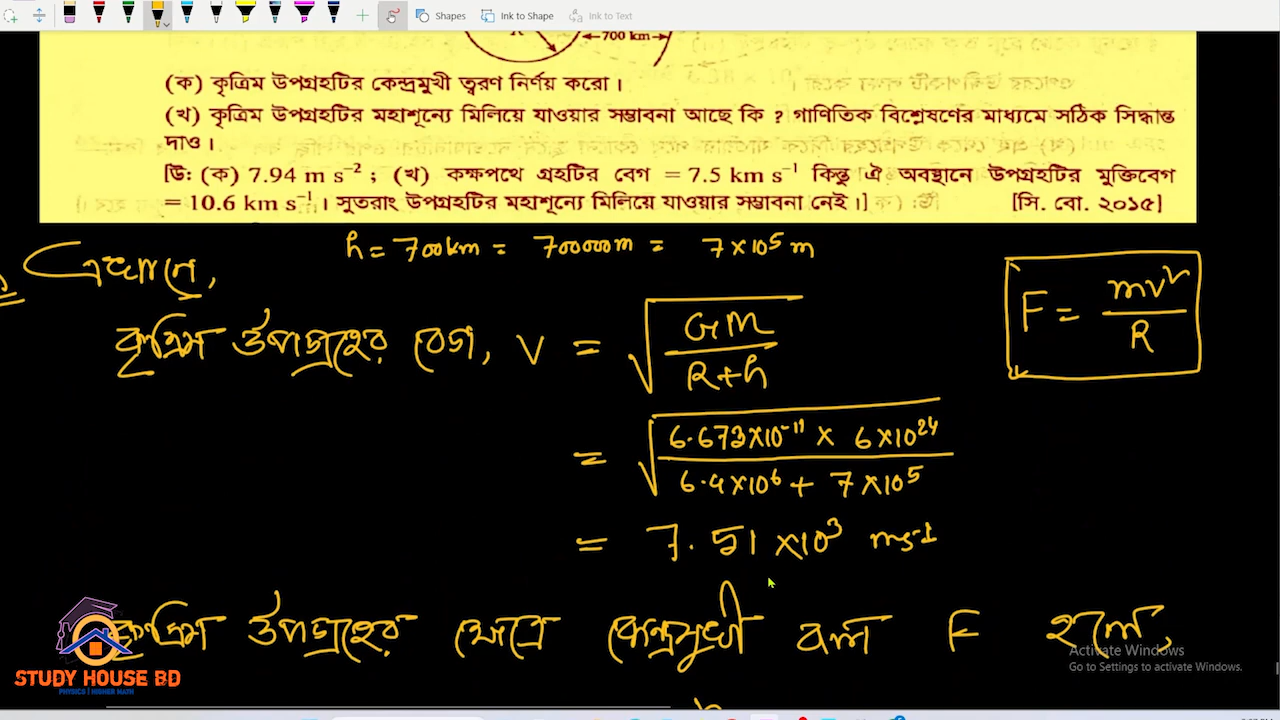 Shapes Ink to Shape Ink to Text
700 km
(ক) কৃত্রিম উপগ্রহটির কেন্দ্রমুখী ত্বরণ নির্ণয় করো।
(খ) কৃত্রিম উপগ্রহটির মহাশূন্যে মিলিয়ে যাওয়ার সম্ভাবনা আছে কি ? গাণিতিক বিশ্লেষণের মাধ্যমে সঠিক সিদ্ধান্ত
দাও।
[উ: (ক) 7.94 m s⁻² ; (খ) কক্ষপথে গ্রহটির বেগ = 7.5 km s⁻¹ কিন্তু ঐ অবস্থানে উপগ্রহটির মুক্তিবেগ
= 10.6 km s⁻¹। সুতরাং উপগ্রহটির মহাশূন্যে মিলিয়ে যাওয়ার সম্ভাবনা নেই।] [সি. বো. ২০১৫]
h = 700km = 700000m = 7×10⁵ m
এখানে,
কৃত্রিম উপগ্রহের বেগ, v = √(GM / R+h)
F = mv² / R
= √(6.673×10⁻¹¹ × 6×10²⁴ / 6.4×10⁶ + 7×10⁵)
= 7.51 ×10³ ms⁻¹
কৃত্রিম উপগ্রহের ক্ষেত্রে কেন্দ্রমুখী বল F হলে,
Activate Windows
Go to Settings to activate Windows.
STUDY HOUSE BD
PHYSICS | HIGHER MATH